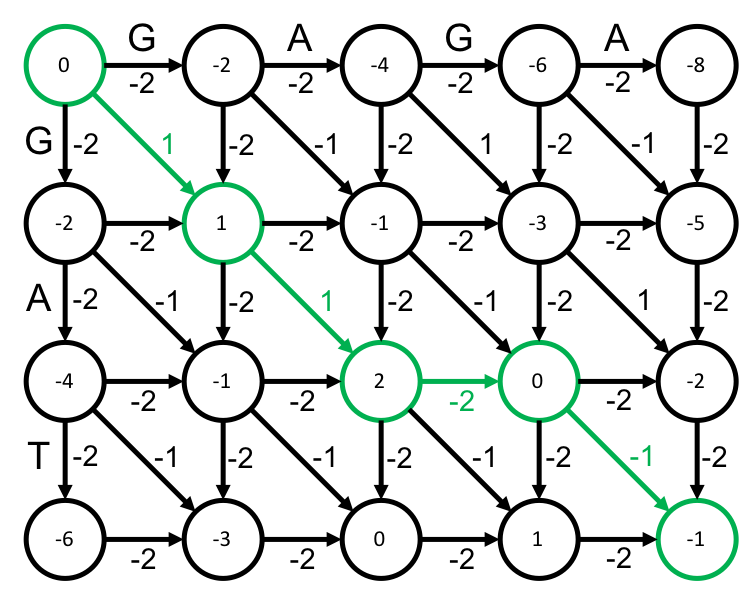 G A G A
0 -2 -4 -6 -8
-2 -2 -2 -2
G -2 1 -2 -1 -2 1 -2 -1 -2
-2 1 -1 -3 -5
-2 -2 -2 -2
A -2 -1 -2 1 -2 -1 -2 1 -2
-4 -1 2 0 -2
-2 -2 -2 -2
T -2 -1 -2 -1 -2 -1 -2 -1 -2
-6 -3 0 1 -1
-2 -2 -2 -2